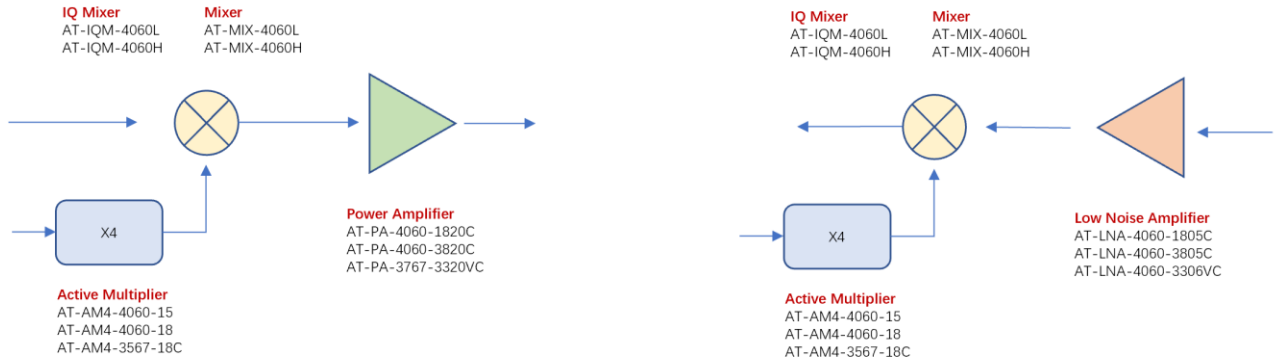 IQ Mixer
AT-IQM-4060L
AT-IQM-4060H
Mixer
AT-MIX-4060L
AT-MIX-4060H
X4
Power Amplifier
AT-PA-4060-1820C
AT-PA-4060-3820C
AT-PA-3767-3320VC
Active Multiplier
AT-AM4-4060-15
AT-AM4-4060-18
AT-AM4-3567-18C
IQ Mixer
AT-IQM-4060L
AT-IQM-4060H
Mixer
AT-MIX-4060L
AT-MIX-4060H
X4
Low Noise Amplifier
AT-LNA-4060-1805C
AT-LNA-4060-3805C
AT-LNA-4060-3306VC
Active Multiplier
AT-AM4-4060-15
AT-AM4-4060-18
AT-AM4-3567-18C